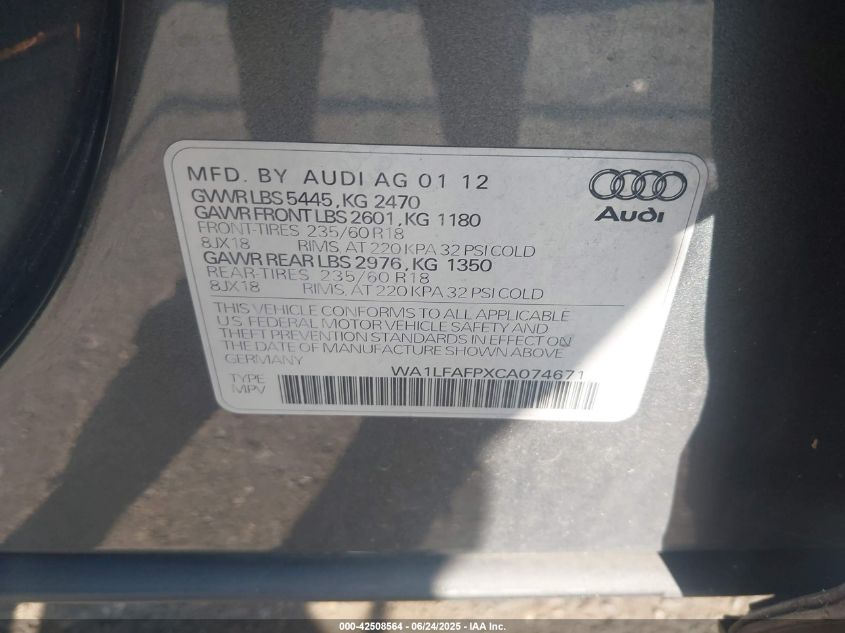 MFD. BY AUDI AG 01 12
GVWR LBS 5445, KG 2470
GAWR FRONT LBS 2601, KG 1180
FRONT-TIRES 235/60 R18
8JX18 RIMS, AT 220 KPA 32 PSI COLD
GAWR REAR LBS 2976, KG 1350
REAR-TIRES 235/60 R18
8JX18 RIMS, AT 220 KPA 32 PSI COLD
THIS VEHICLE CONFORMS TO ALL APPLICABLE
U.S. FEDERAL MOTOR VEHICLE SAFETY AND
THEFT PREVENTION STANDARDS IN EFFECT ON
THE DATE OF MANUFACTURE SHOWN ABOVE
GERMANY
WA1LFAFPXCA074671
TYPE
MPV
Audi
000-42508564 - 06/24/2025 - IAA Inc.